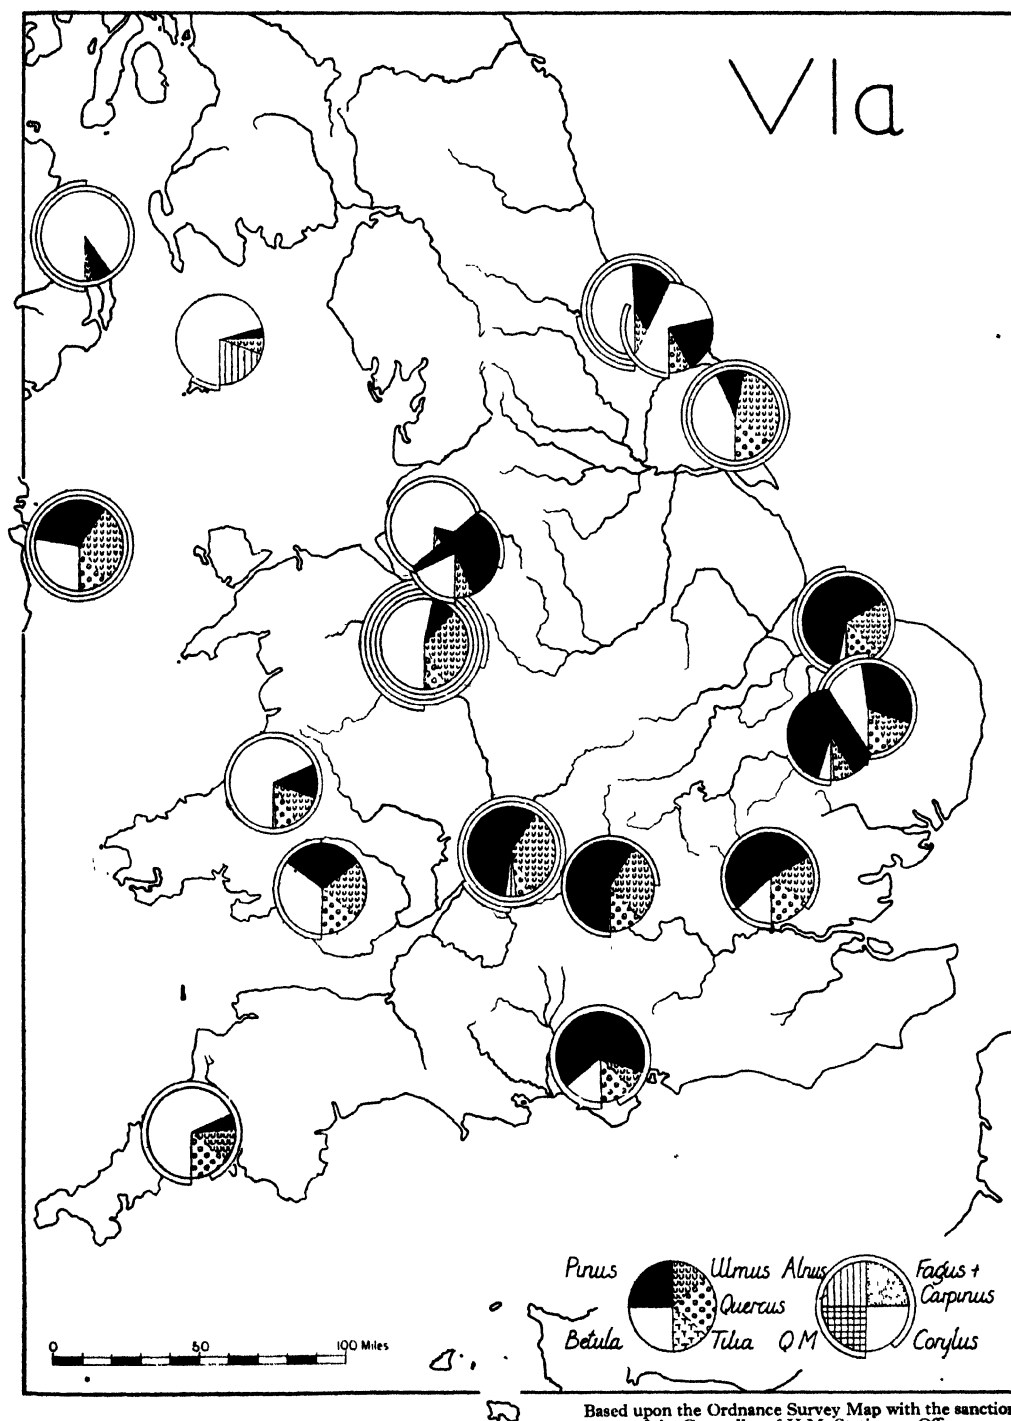 VIa
Pinus Ulmus Alnus Fagus +
Carpinus
Quercus
Betula Tilia QM Corylus
0 50 100 Miles
Based upon the Ordnance Survey Map with the sanction